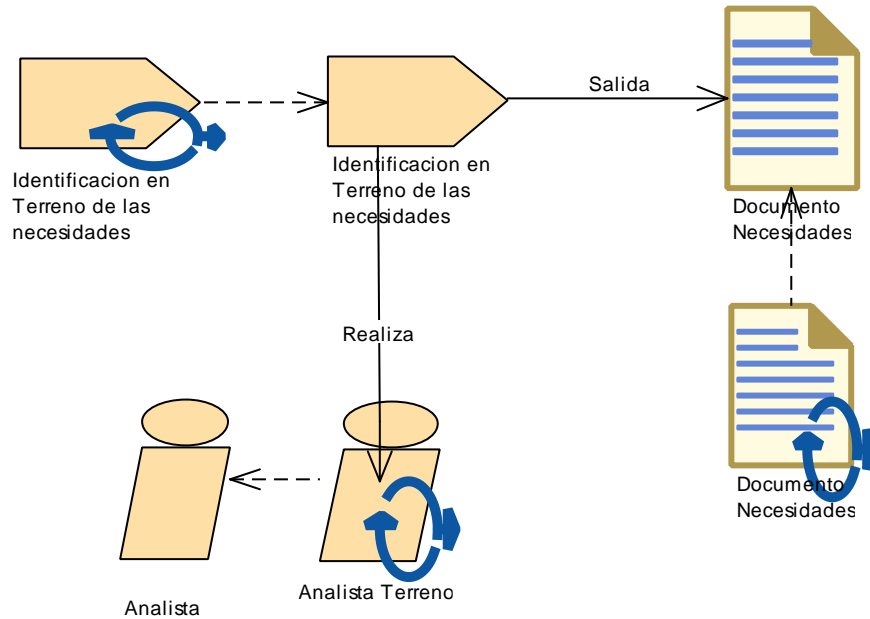 Salida
Identificacion en
Terreno de las
necesidades
Identificacion en
Terreno de las
necesidades
Documento
Necesidades
Realiza
Documento
Necesidades
Analista
Analista Terreno